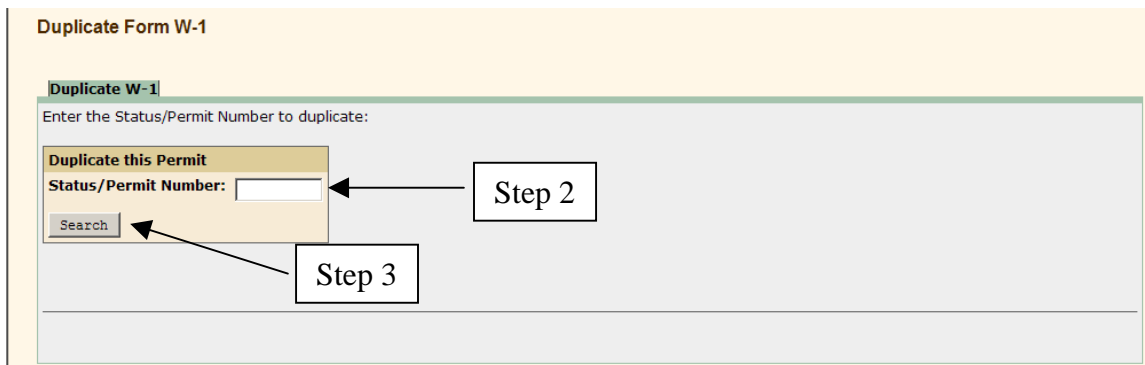 Duplicate Form W-1
Duplicate W-1
Enter the Status/Permit Number to duplicate:
Duplicate this Permit
Status/Permit Number:
Step 2
Search
Step 3